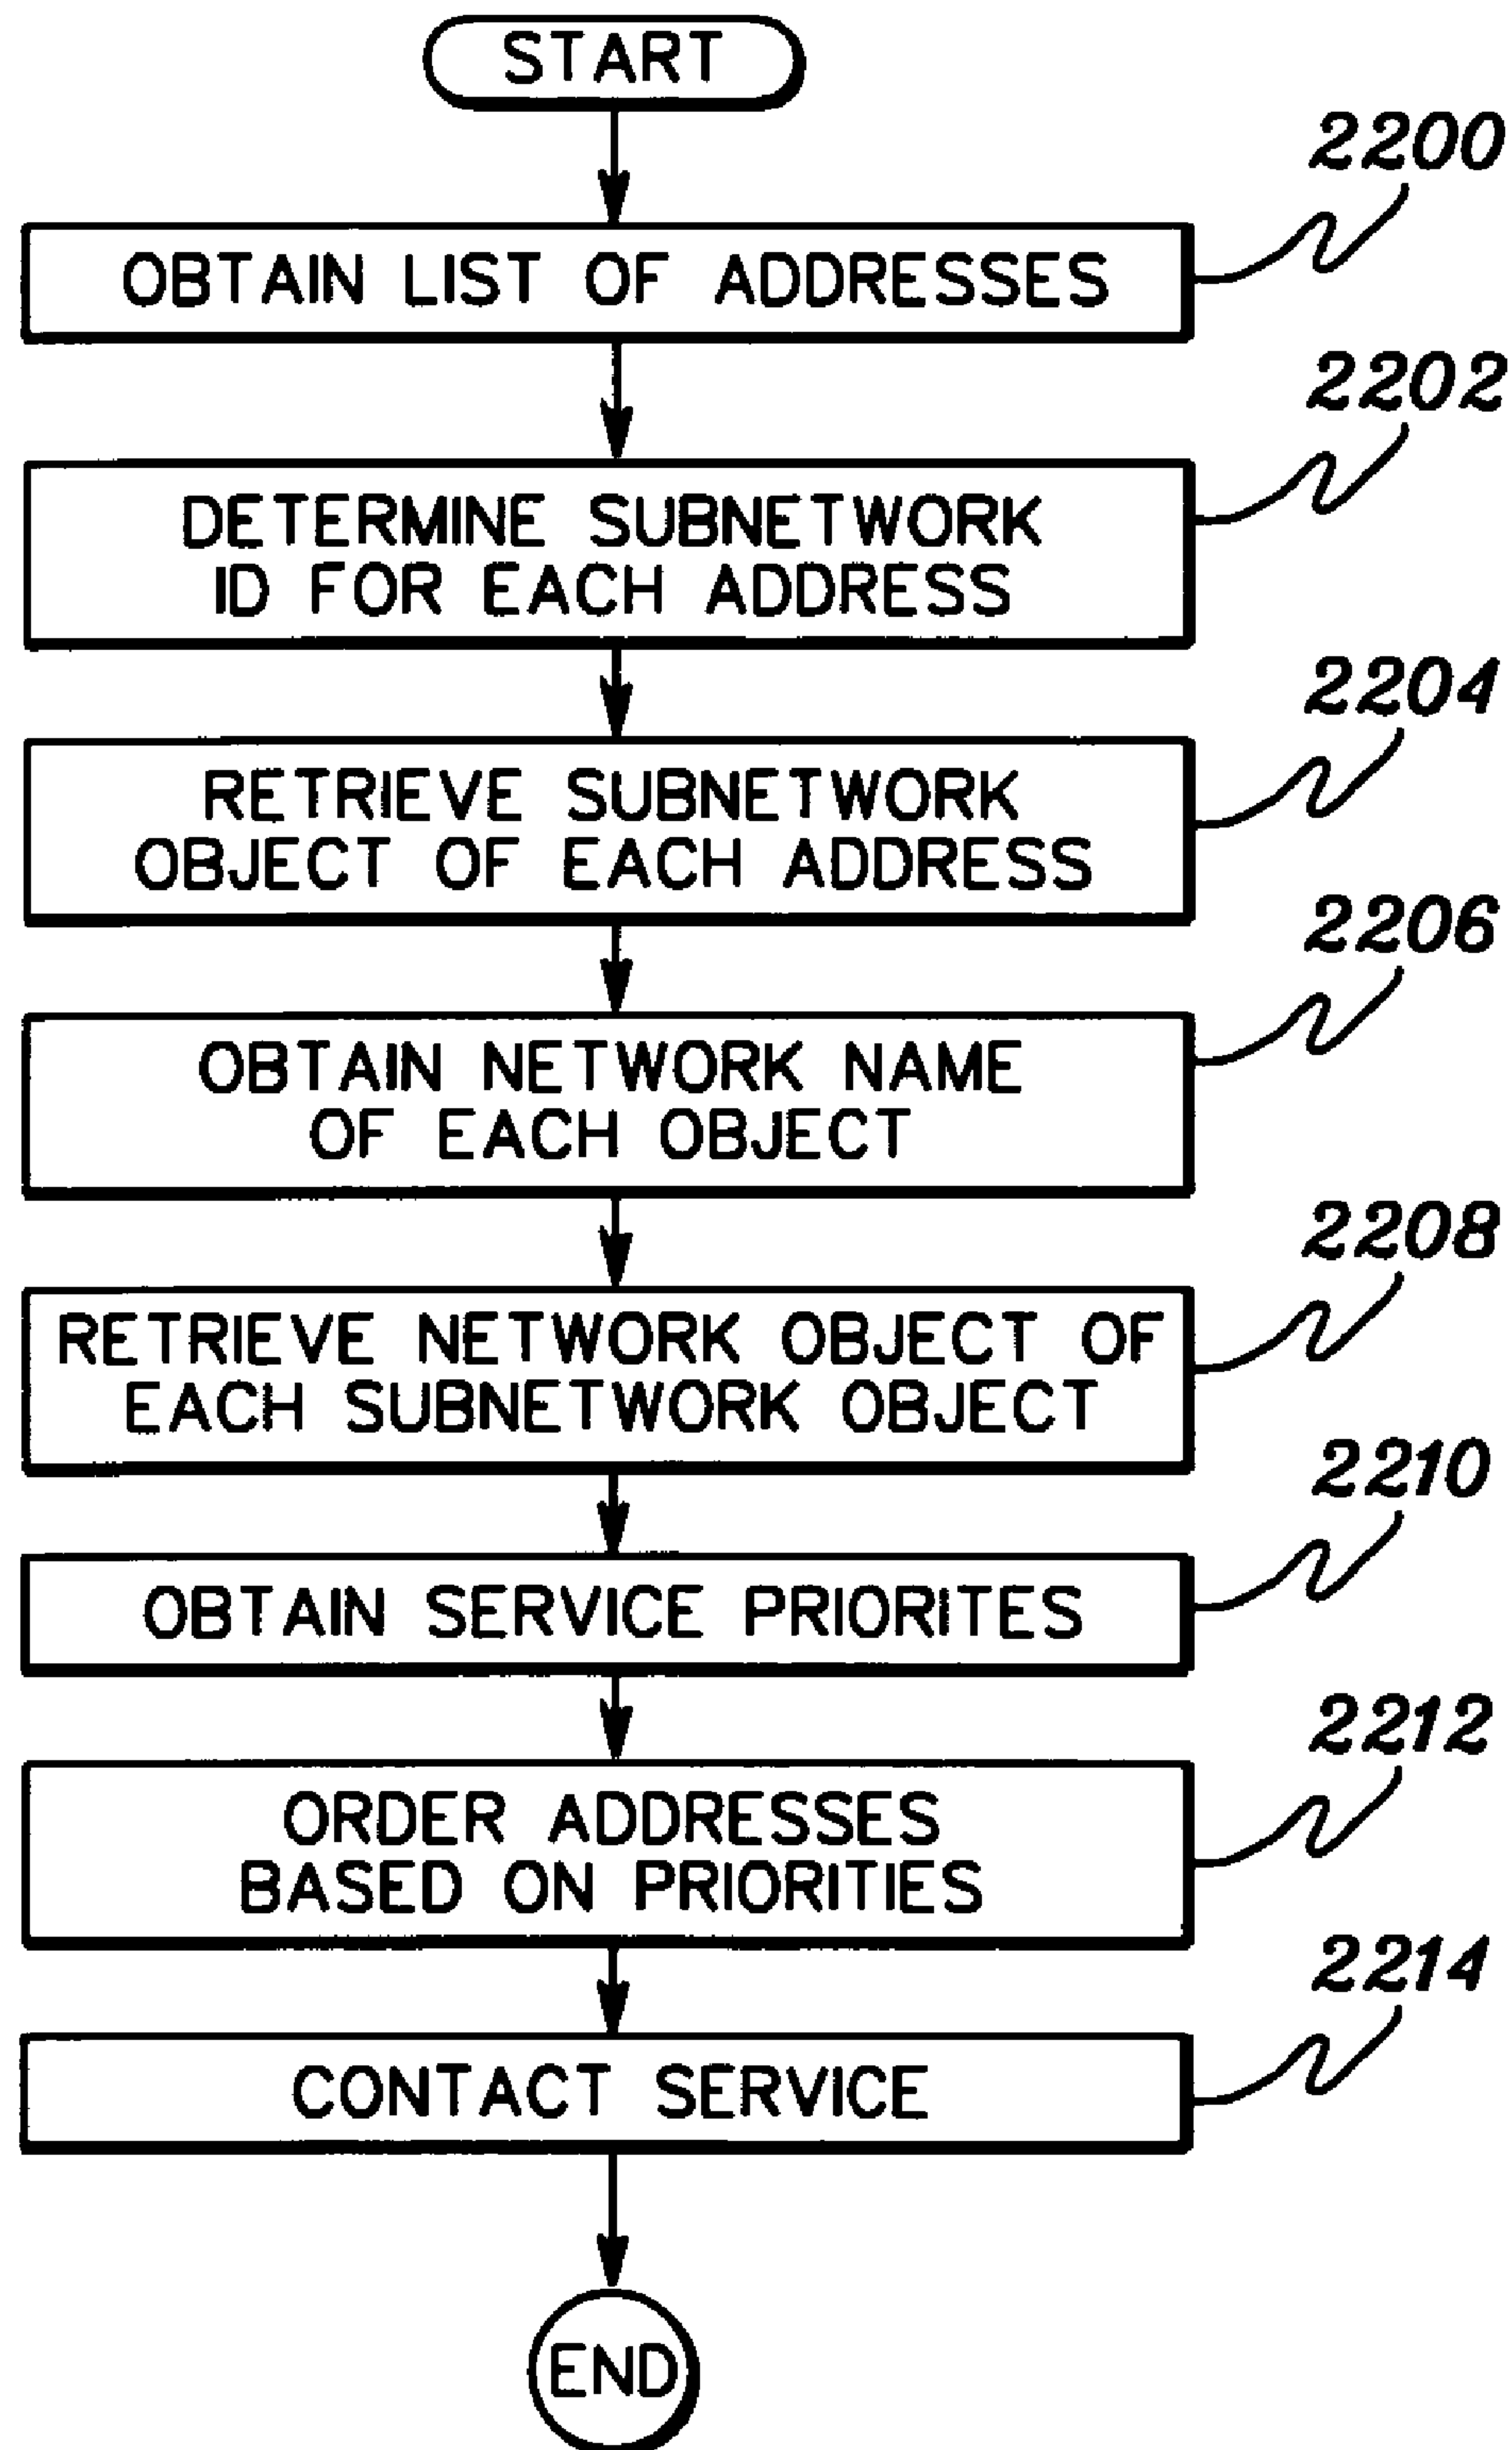 START
2200
OBTAIN LIST OF ADDRESSES
2202
DETERMINE SUBNETWORK
ID FOR EACH ADDRESS
2204
RETRIEVE SUBNETWORK
OBJECT OF EACH ADDRESS
2206
OBTAIN NETWORK NAME
OF EACH OBJECT
2208
RETRIEVE NETWORK OBJECT OF
EACH SUBNETWORK OBJECT
2210
OBTAIN SERVICE PRIORITES
2212
ORDER ADDRESSES
BASED ON PRIORITIES
2214
CONTACT SERVICE
END